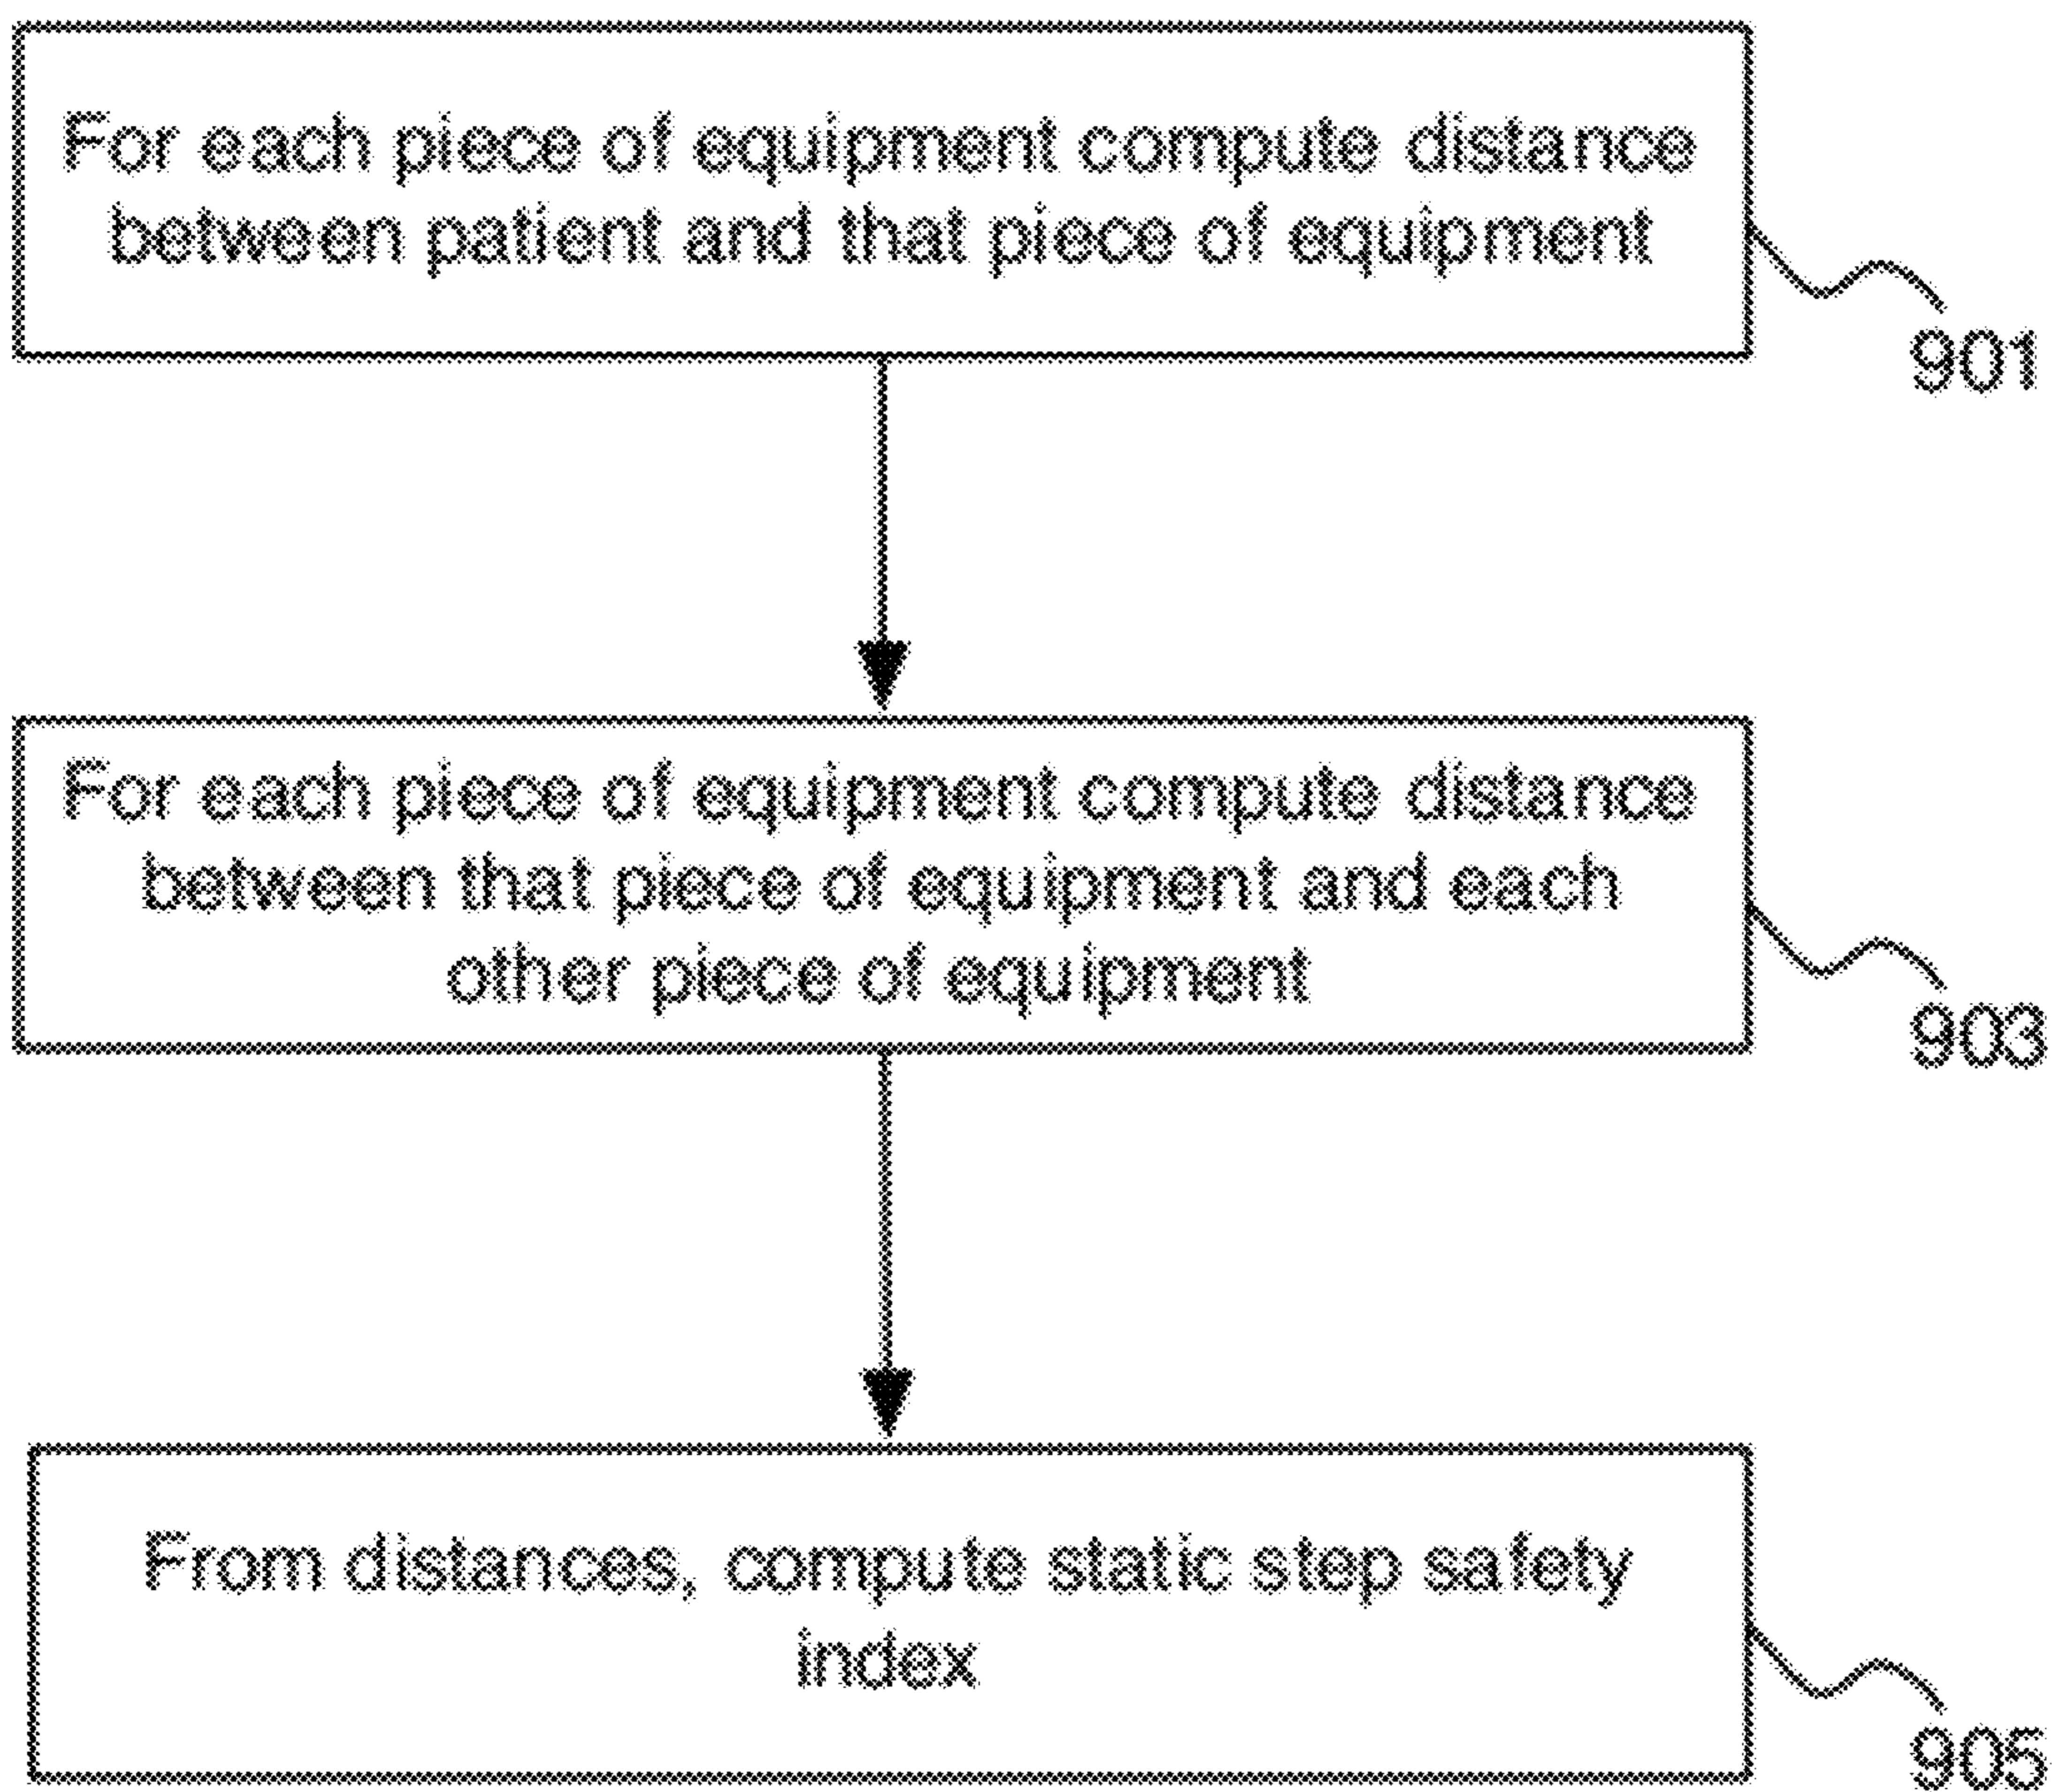 For each piece of equipment compute distance
between patient and that piece of equipment
901
For each piece of equipment compute distance
between that piece of equipment and each
other piece of equipment
903
From distances, compute static step safety
index
905